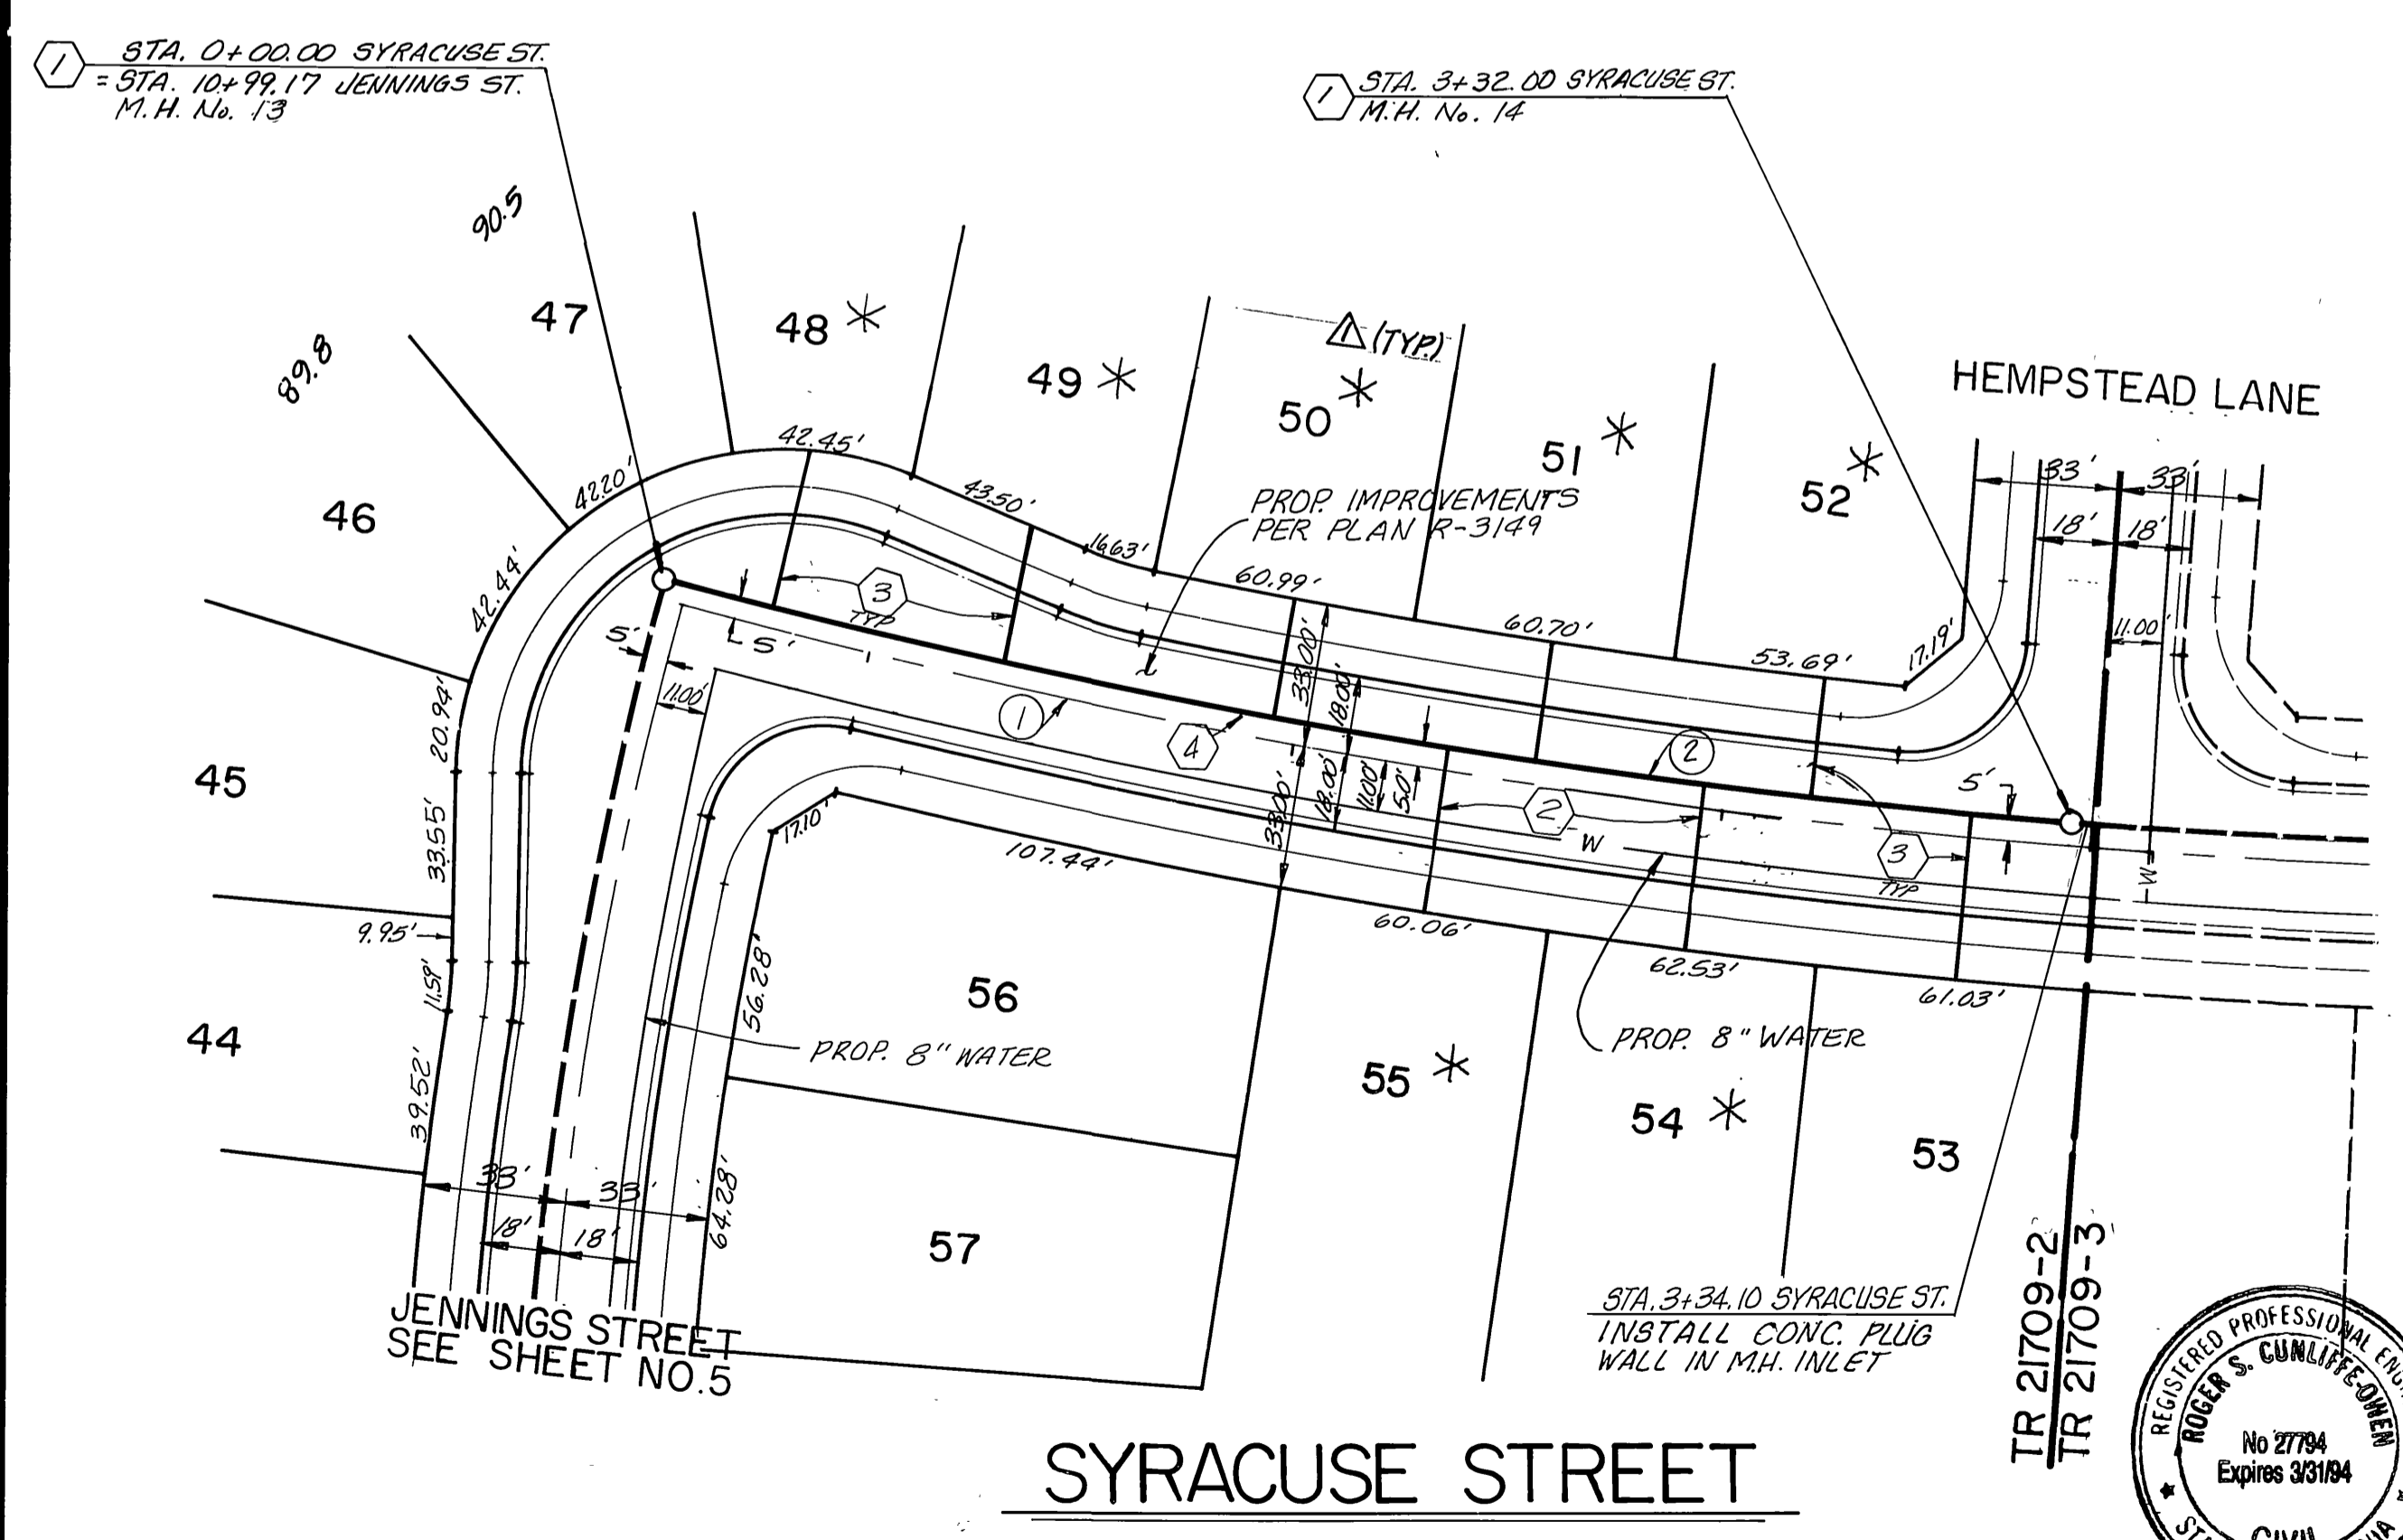 1
STA. 0+00.00 SYRACUSE ST.
= STA. 10+99.17 JENNINGS ST.
M.H. No. 13
1
STA. 3+32.00 SYRACUSE ST.
M.H. No. 14
90.5
89.8
47
48 *
49 *
1 (TYP.)
50 *
51 *
52 *
HEMPSTEAD LANE
33'
33'
18'
18'
11.00'
46
42.20'
42.45'
43.50'
16.63'
PROP. IMPROVEMENTS
PER PLAN R-3149
60.99'
60.70'
53.69'
17.19'
42.44'
3
TYP
5'
5'
11.00'
33.00'
18.00'
1
4
2
5'
45
20.94'
33.55'
9.95'
11.59'
39.52'
44
17.10'
107.44'
33.00'
18.00'
11.00'
5.0'
2
W
3
TYP
W
60.06'
62.53'
61.03'
56.28'
56
PROP. 8" WATER
PROP. 8" WATER
55 *
54 *
53
64.28'
57
33'
33'
18'
18'
JENNINGS STREET
SEE SHEET NO.5
STA. 3+34.10 SYRACUSE ST.
INSTALL CONC. PLUG
WALL IN M.H. INLET
TR 21709-2
TR 21709-3
REGISTERED PROFESSIONAL
ROGER S. CUNLIFFE-OWEN
No 27794
Expires 3/31/94
CIVIL
SYRACUSE STREET